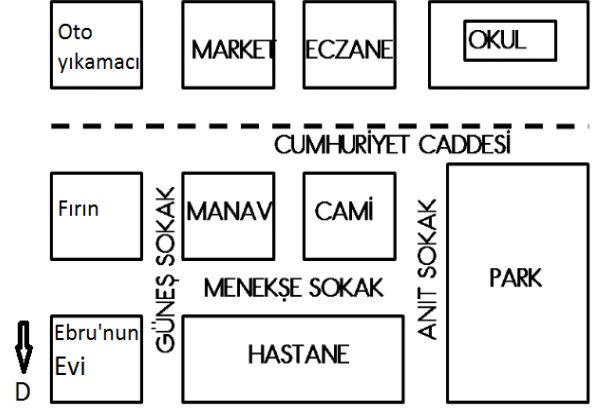 Oto
yıkamacı
MARKET
ECZANE
OKUL
CUMHURİYET CADDESİ
Fırın
GÜNEŞ SOKAK
MANAV
CAMİ
ANIT SOKAK
PARK
MENEKŞE SOKAK
Ebru'nun
Evi
HASTANE
D